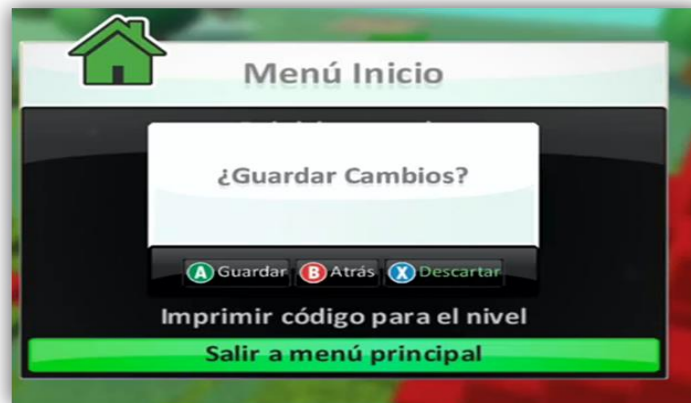 Menú Inicio
¿Guardar Cambios?
A Guardar B Atrás X Descartar
Imprimir código para el nivel
Salir a menú principal